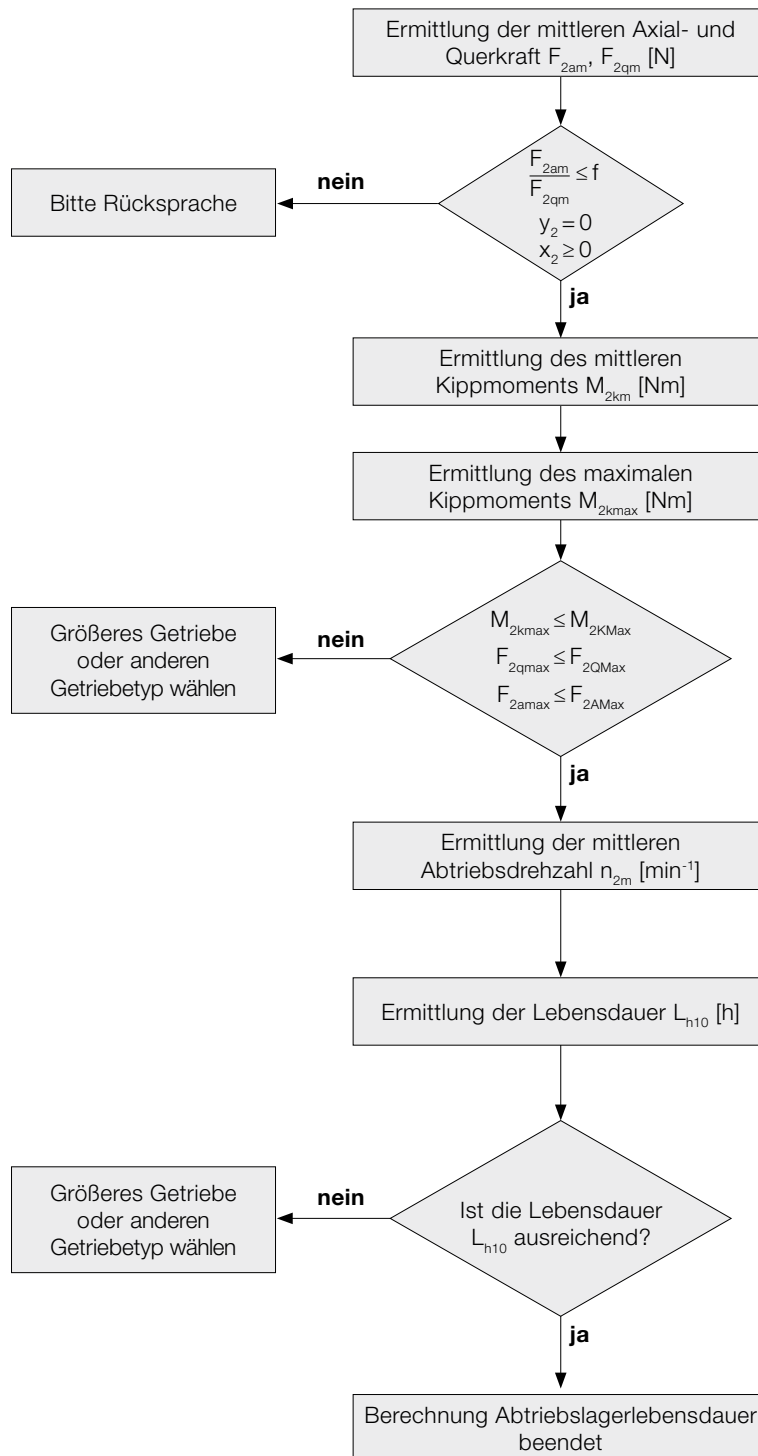 Ermittlung der mittleren Axial- und
Querkraft F₂ₐₘ, F₂qₘ [N]
F₂ₐₘ
F₂qₘ
≤ f
y₂ = 0
x₂ ≥ 0
nein
Bitte Rücksprache
ja
Ermittlung des mittleren
Kippmoments M₂ₖₘ [Nm]
Ermittlung des maximalen
Kippmoments M₂ₖₘₐₓ [Nm]
M₂ₖₘₐₓ ≤ M₂KMax
F₂qₘₐₓ ≤ F₂QMax
F₂ₐₘₐₓ ≤ F₂AMax
nein
Größeres Getriebe
oder anderen
Getriebetyp wählen
ja
Ermittlung der mittleren
Abtriebsdrehzahl n₂ₘ [min⁻¹]
Ermittlung der Lebensdauer Lₕ₁₀ [h]
Ist die Lebensdauer
Lₕ₁₀ ausreichend?
nein
Größeres Getriebe
oder anderen
Getriebetyp wählen
ja
Berechnung Abtriebslagerlebensdauer
beendet